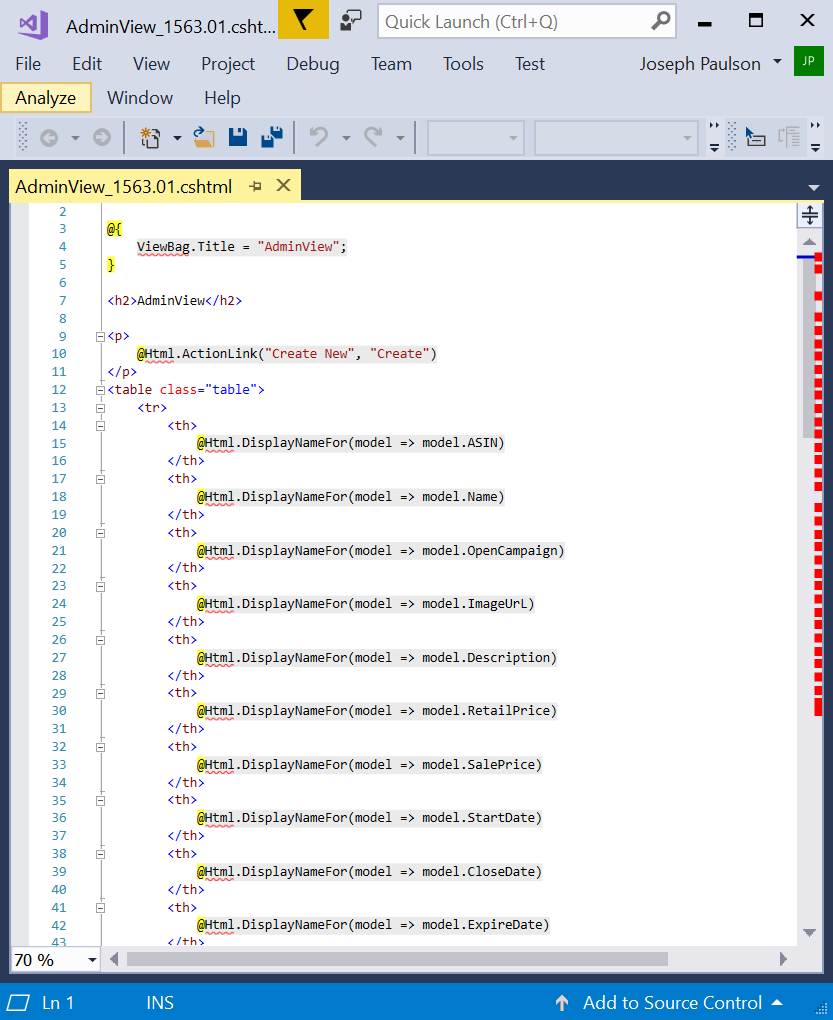 AdminView_1563.01.csht...
Quick Launch (Ctrl+Q)
File Edit View Project Debug Team Tools Test Joseph Paulson JP
Analyze Window Help
AdminView_1563.01.cshtml
2
3 @{
4 ViewBag.Title = "AdminView";
5 }
6
7 <h2>AdminView</h2>
8
9 <p>
10 @Html.ActionLink("Create New", "Create")
11 </p>
12 <table class="table">
13 <tr>
14 <th>
15 @Html.DisplayNameFor(model => model.ASIN)
16 </th>
17 <th>
18 @Html.DisplayNameFor(model => model.Name)
19 </th>
20 <th>
21 @Html.DisplayNameFor(model => model.OpenCampaign)
22 </th>
23 <th>
24 @Html.DisplayNameFor(model => model.ImageUrL)
25 </th>
26 <th>
27 @Html.DisplayNameFor(model => model.Description)
28 </th>
29 <th>
30 @Html.DisplayNameFor(model => model.RetailPrice)
31 </th>
32 <th>
33 @Html.DisplayNameFor(model => model.SalePrice)
34 </th>
35 <th>
36 @Html.DisplayNameFor(model => model.StartDate)
37 </th>
38 <th>
39 @Html.DisplayNameFor(model => model.CloseDate)
40 </th>
41 <th>
42 @Html.DisplayNameFor(model => model.ExpireDate)
43 </th>
70 %
Ln 1 INS Add to Source Control